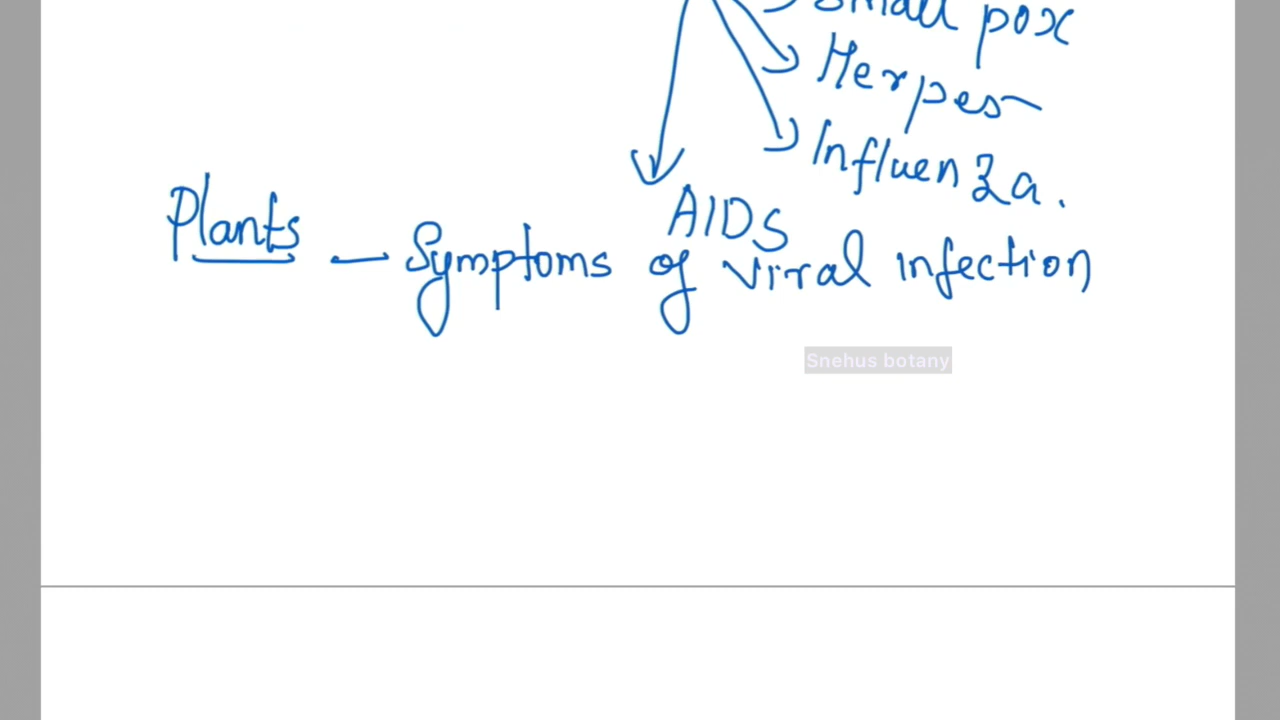 Small pox
Herpes
Influenza.
AIDS
Plants – Symptoms of viral infection
Snehus botany